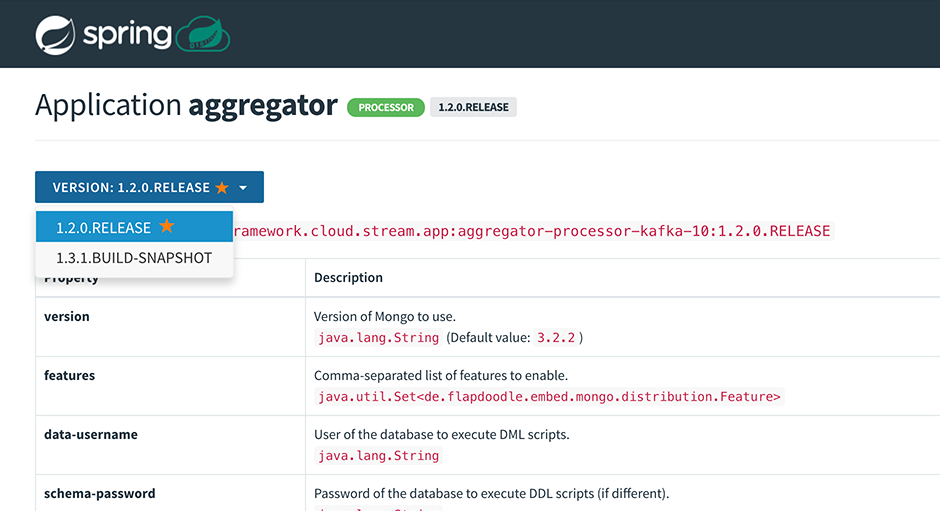 spring
Application aggregator PROCESSOR 1.2.0.RELEASE
VERSION: 1.2.0.RELEASE
1.2.0.RELEASE
ramework.cloud.stream.app:aggregator-processor-kafka-10:1.2.0.RELEASE
1.3.1.BUILD-SNAPSHOT
Property Description
version Version of Mongo to use.
java.lang.String (Default value: 3.2.2 )
features Comma-separated list of features to enable.
java.util.Set<de.flapdoodle.embed.mongo.distribution.Feature>
data-username User of the database to execute DML scripts.
java.lang.String
schema-password Password of the database to execute DDL scripts (if different).